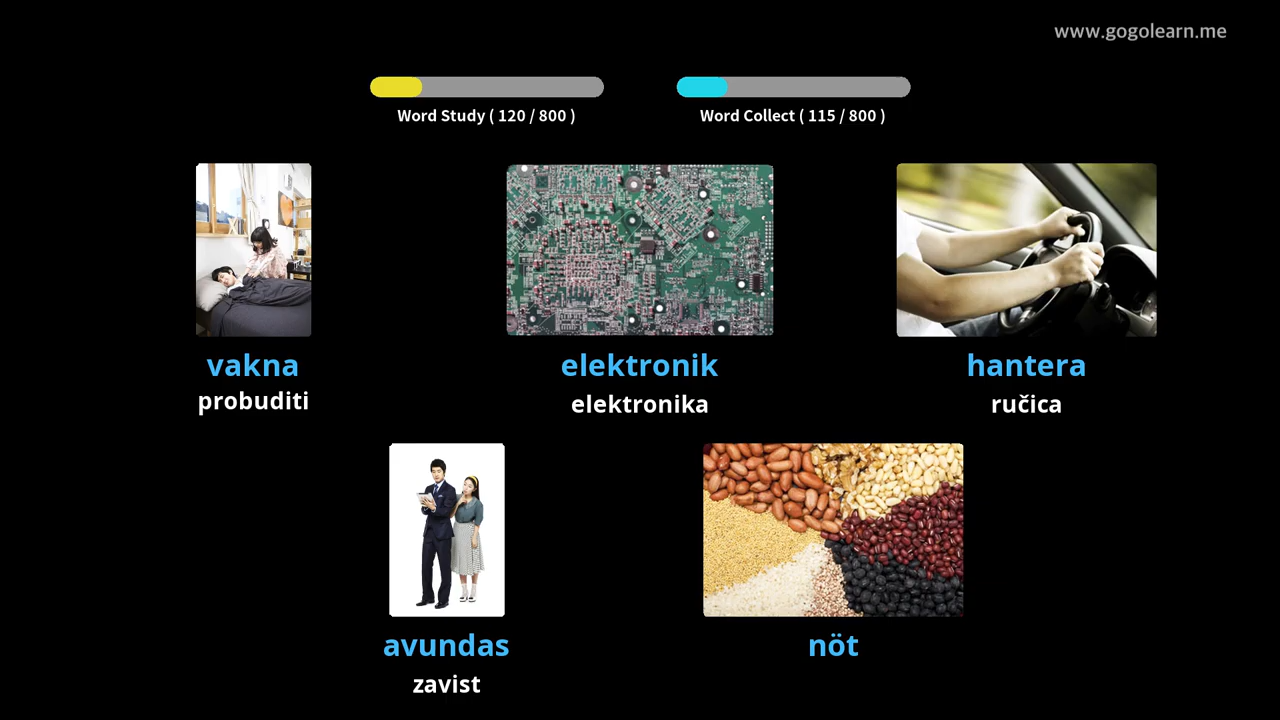 www.gogolearn.me
Word Study ( 120 / 800 )
Word Collect ( 115 / 800 )
vakna
probuditi
elektronik
elektronika
hantera
ručica
avundas
zavist
nöt